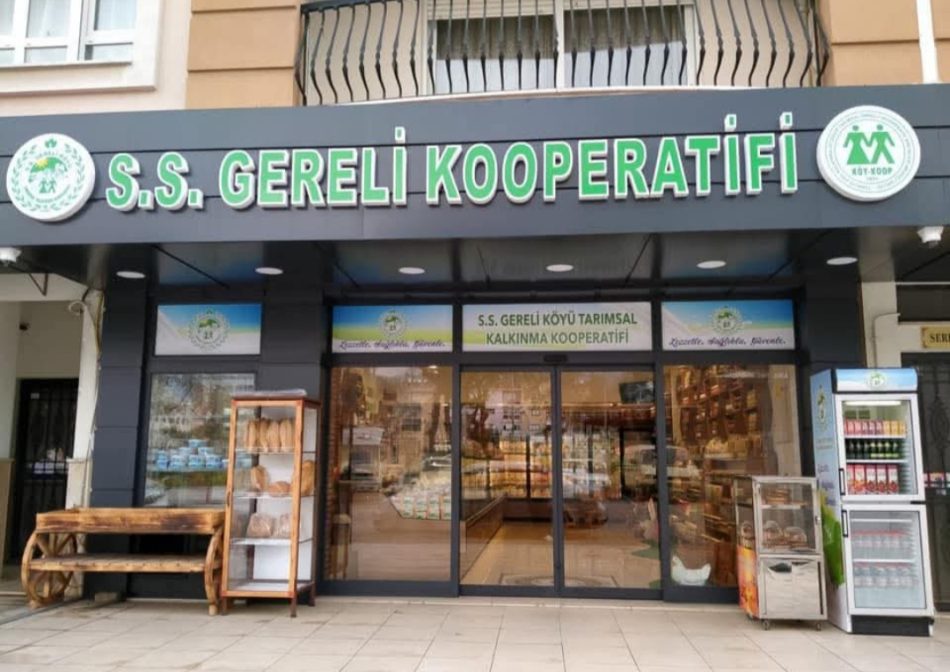 S.S. GERELİ KOOPERATİFİ
KÖY-KOOP
S.S. GERELİ KÖYÜ TARIMSAL
KALKINMA KOOPERATİFİ
Lezzetle, Sağlıkla, Güvenle.
Lezzetle, Sağlıkla, Güvenle.